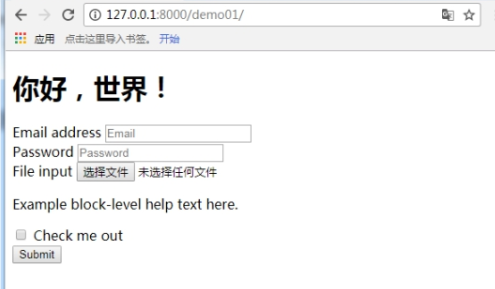 127.0.0.1:8000/demo01/
应用 点击这里导入书签。 开始
你好，世界！
Email address Email
Password Password
File input 选择文件 未选择任何文件
Example block-level help text here.
Check me out
Submit